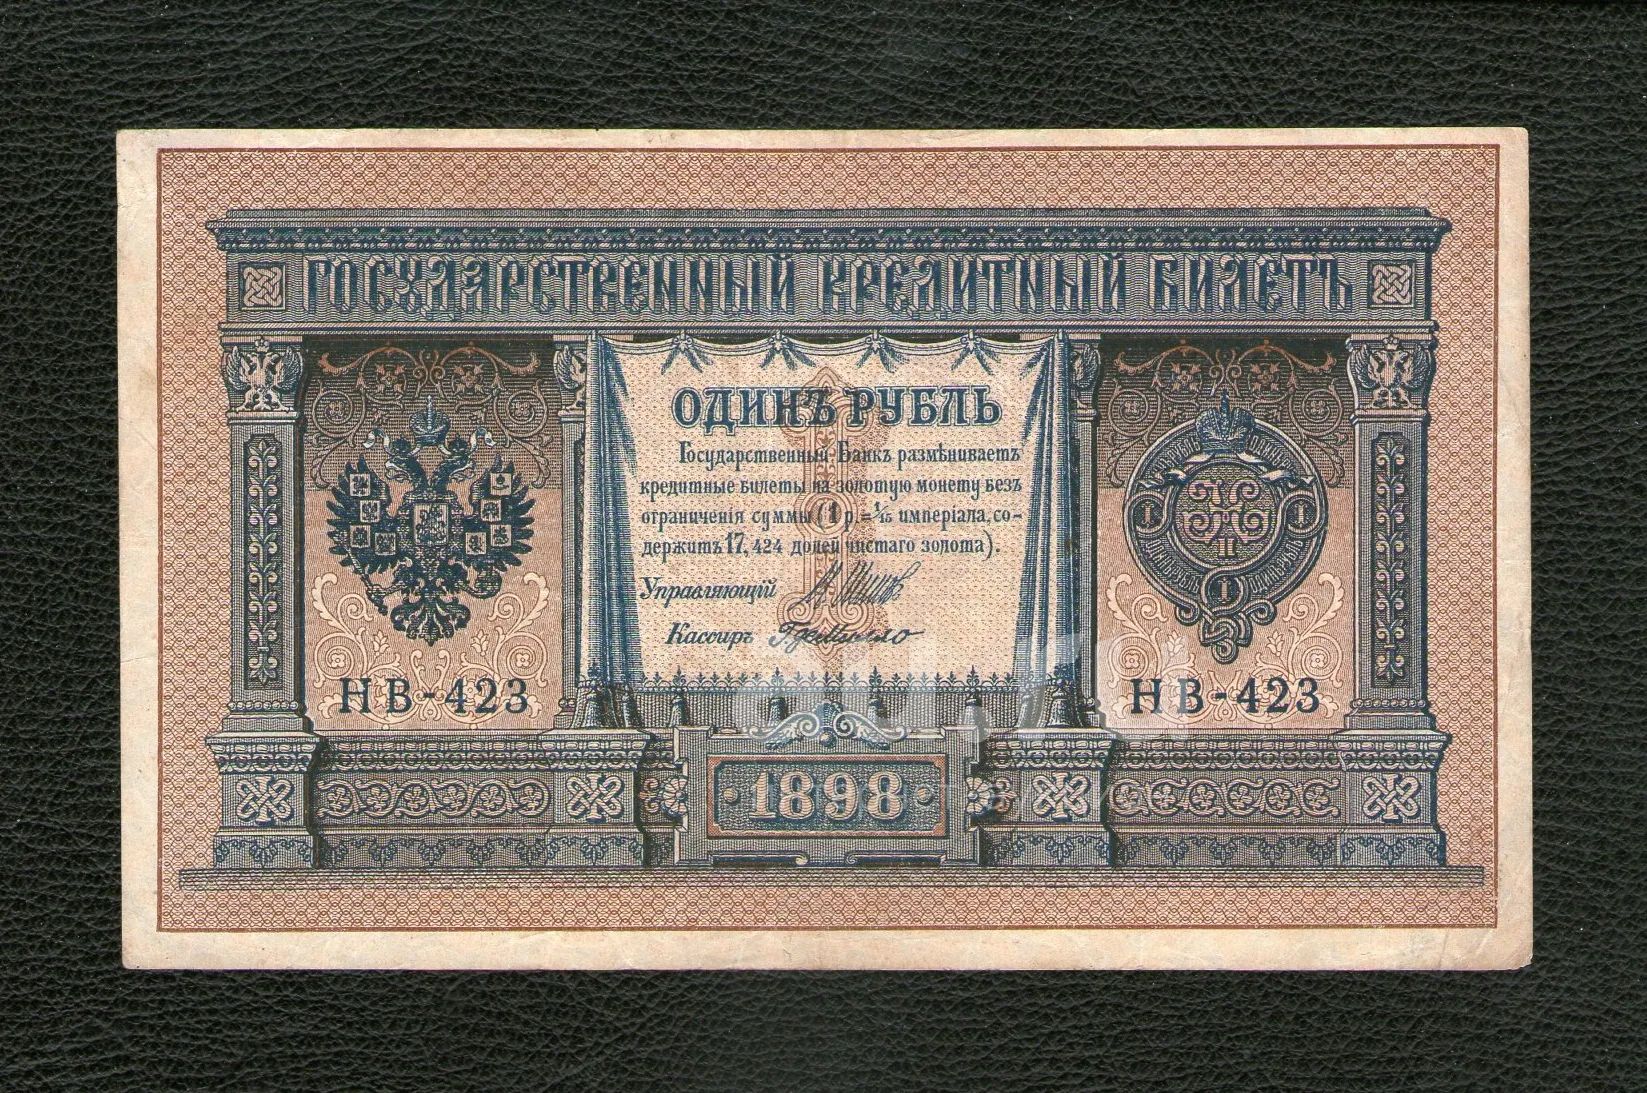 ГОСУДАРСТВЕННЫЙ КРЕДИТНЫЙ БИЛЕТЪ
ОДИНЪ РУБЛЬ
Государственный Банкъ размѣниваетъ
кредитные билеты на золотую монету безъ
ограниченія суммы (1 р.=1/15 имперіала, со-
держитъ 17,424 долей чистаго золота).
Управляющій
Кассиръ
НВ-423
НВ-423
1898